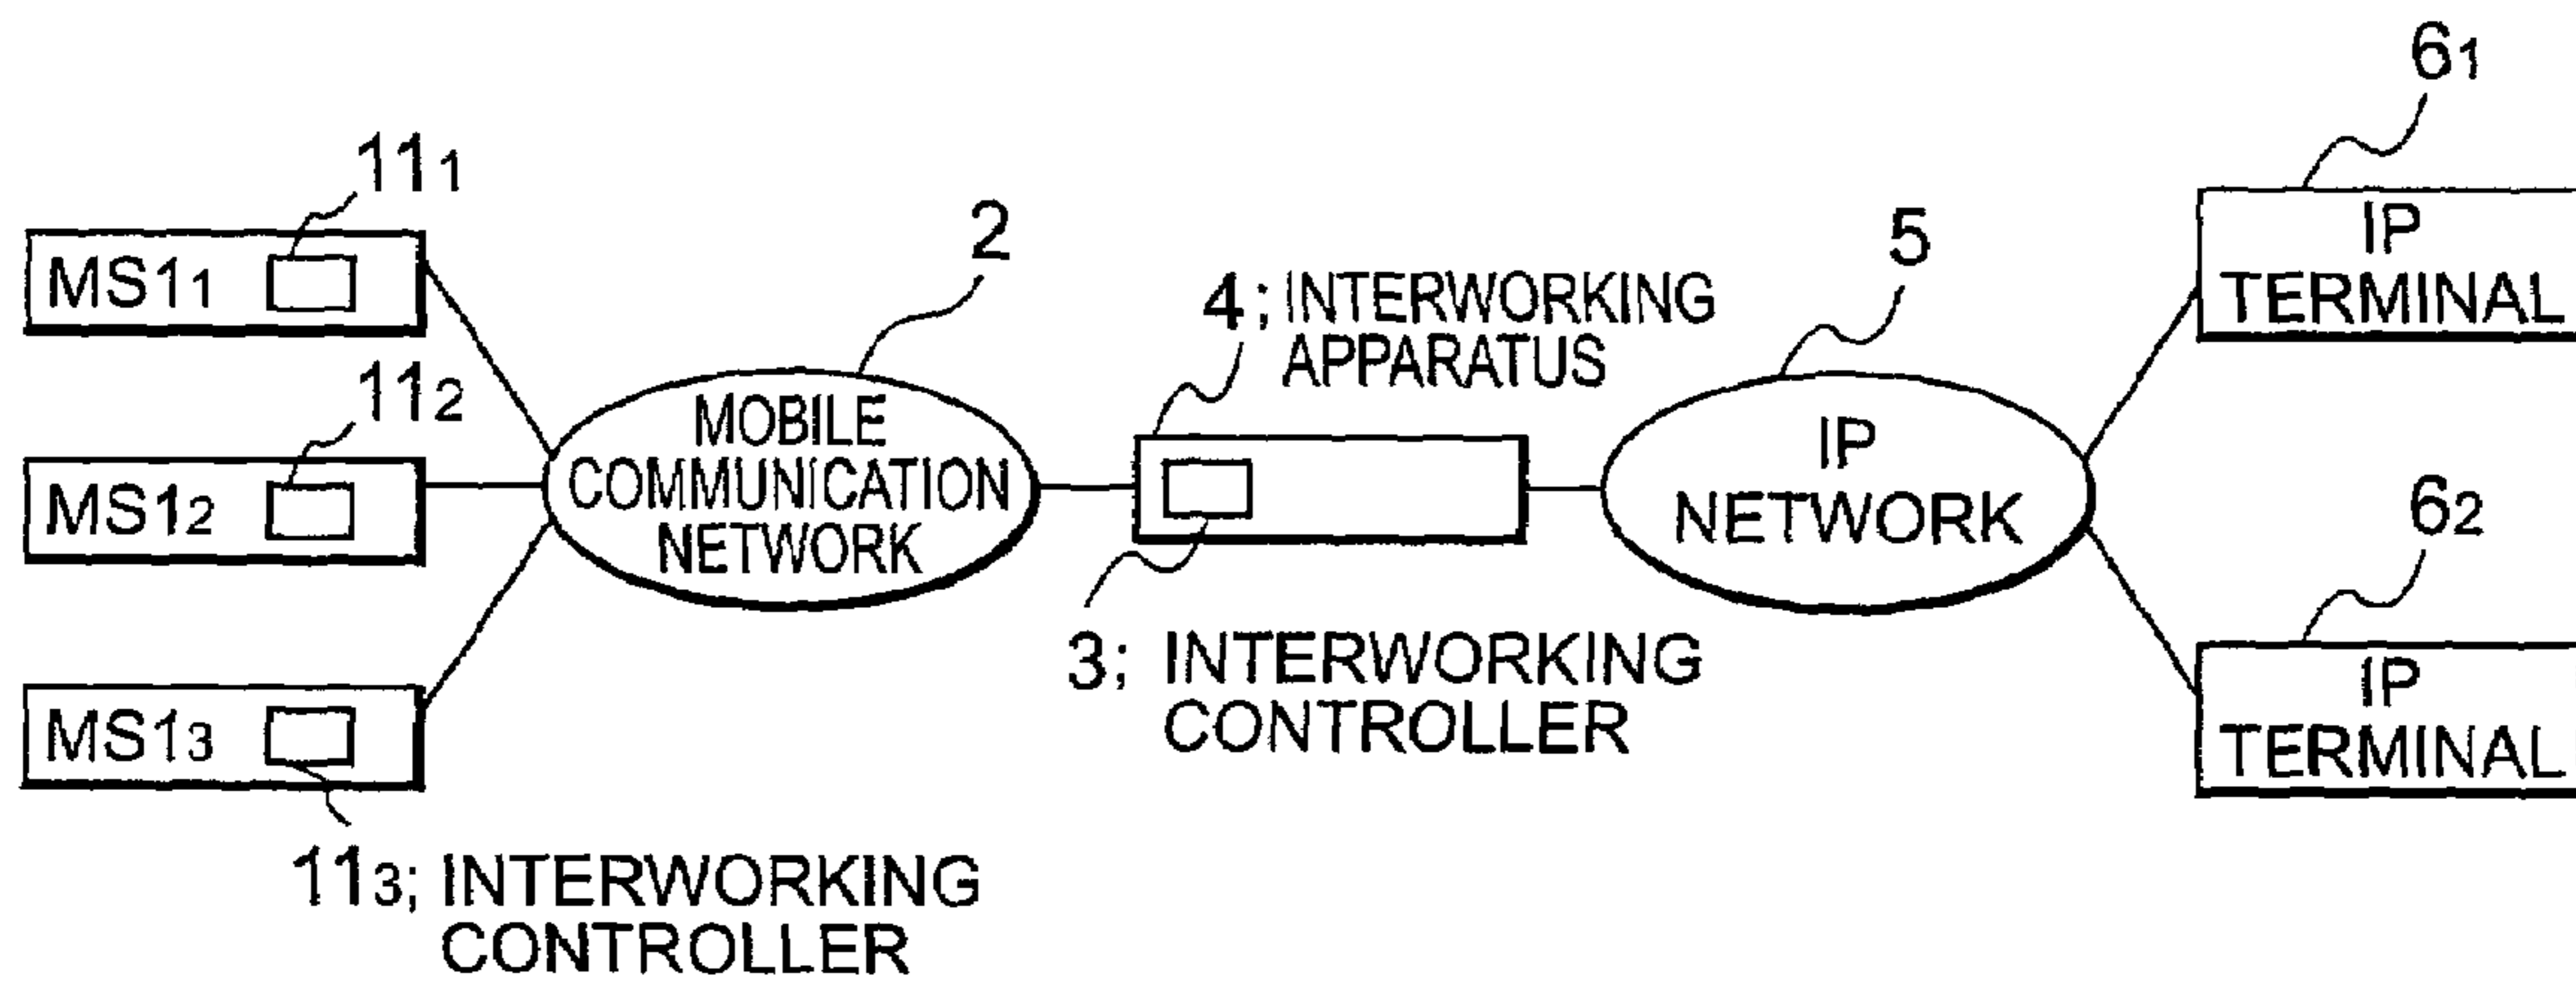 11₁
MS1₁
11₂
MS1₂
MS1₃
11₃; INTERWORKING
CONTROLLER
2
MOBILE
COMMUNICATION
NETWORK
4; INTERWORKING
APPARATUS
3; INTERWORKING
CONTROLLER
5
IP
NETWORK
6₁
IP
TERMINAL
6₂
IP
TERMINAL